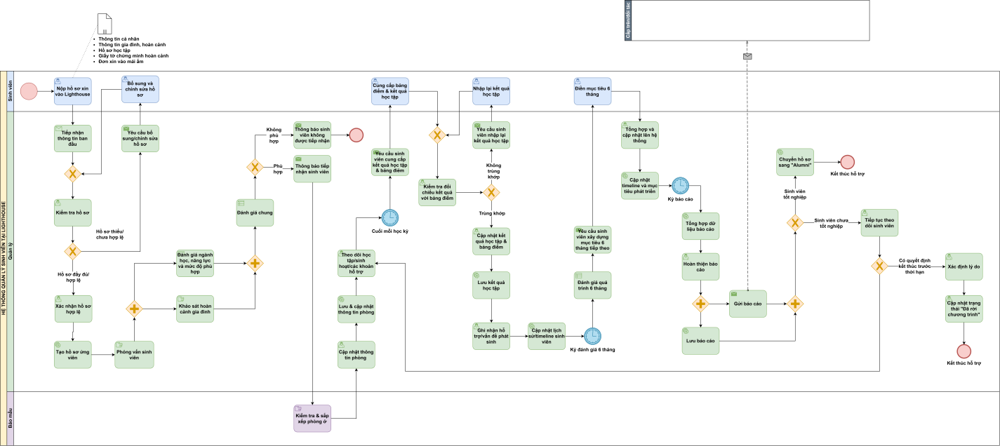 Cấp trên/đối tác
• Thông tin cá nhân
• Thông tin gia đình, hoàn cảnh
• Hồ sơ học tập
• Giấy tờ chứng minh hoàn cảnh
• Đơn xin vào mái ấm
HỆ THỐNG QUẢN LÝ SINH VIÊN TẠI LIGHTHOUSE
Sinh viên
Nộp hồ sơ xin
vào Lighthouse
Bổ sung và
chỉnh sửa hồ
sơ
Cung cấp bảng
điểm & kết quả
học tập
Nhập lại kết quả
học tập
Điền mục tiêu 6
tháng
Quản lý
Tiếp nhận
thông tin ban
đầu
Yêu cầu bổ
sung/chỉnh sửa
hồ sơ
Kiểm tra hồ sơ
Hồ sơ thiếu/
chưa hợp lệ
Hồ sơ đầy đủ/
hợp lệ
Xác nhận hồ sơ
hợp lệ
Tạo hồ sơ ứng
viên
Phỏng vấn sinh
viên
Đánh giá ngành
học, năng lực
và mức độ phù
hợp
Khảo sát hoàn
cảnh gia đình
Đánh giá chung
Không
phù
hợp
Phù
hợp
Thông báo sinh
viên không
được tiếp nhận
Thông báo tiếp
nhận sinh viên
Yêu cầu sinh
viên cung cấp
kết quả học tập
& bảng điểm
Cuối mỗi học kỳ
Theo dõi học
tập/sinh
hoạt/các khoản
hỗ trợ
Lưu & cập nhật
thông tin phòng
Cập nhật thông
tin phòng
Kiểm tra đối
chiếu kết quả
với bảng điểm
Yêu cầu sinh
viên nhập lại
kết quả học tập
Không
trùng
khớp
Trùng khớp
Cập nhật kết
quả học tập &
bảng điểm
Lưu kết quả
học tập
Ghi nhận hỗ
trợ/vấn đề phát
sinh
Cập nhật lịch
sử/timeline sinh
viên
Kỳ đánh giá 6 tháng
Đánh giá quá
trình 6 tháng
Yêu cầu sinh
viên xây dựng
mục tiêu 6
tháng tiếp theo
Tổng hợp và
cập nhật lên hệ
thống
Cập nhật
timeline và mục
tiêu phát triển
Kỳ báo cáo
Tổng hợp dữ
liệu báo cáo
Hoàn thiện báo
cáo
Gửi báo cáo
Lưu báo cáo
Chuyển hồ sơ
sang "Alumni"
Kết thúc hỗ trợ
Sinh viên
tốt nghiệp
Sinh viên chưa
tốt nghiệp
Tiếp tục theo
dõi sinh viên
Có quyết định
kết thúc trước
thời hạn
Xác định lý do
Cập nhật trạng
thái "Đã rời
chương trình"
Kết thúc hỗ trợ
Bảo mẫu
Kiểm tra & sắp
xếp phòng ở